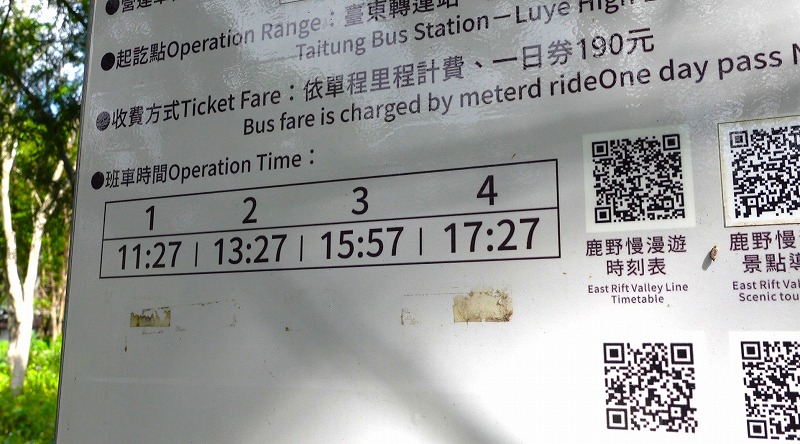 ●起訖點Operation Range：臺東轉運站
Taitung Bus Station－Luye High
●收費方式Ticket Fare：依單程里程計費、一日券190元
Bus fare is charged by meterd rideOne day pass N
●班車時間Operation Time：
1 2 3 4
11:27 | 13:27 | 15:57 | 17:27
鹿野慢漫遊
時刻表
East Rift Valley Line
Timetable
鹿野慢
景點導
East Rift Val
Scenic tou